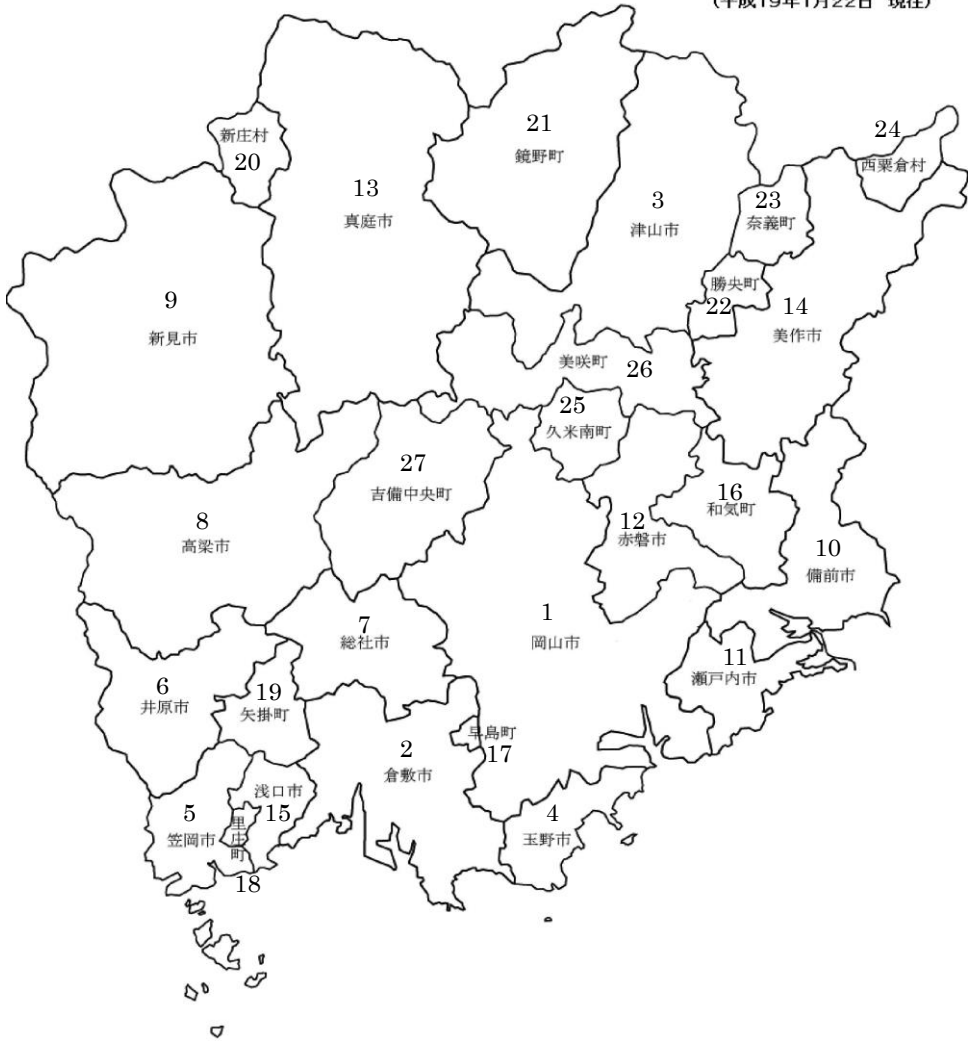 (平成19年1月22日 現在)
21
鏡野町
24
西粟倉村
新庄村
20
13
真庭市
3
津山市
23
奈義町
勝央町
22
14
美作市
9
新見市
美咲町
26
25
久米南町
27
吉備中央町
16
和気町
8
高梁市
12
赤磐市
10
備前市
7
総社市
1
岡山市
11
瀬戸内市
6
井原市
19
矢掛町
早島町
17
2
倉敷市
浅口市
15
5
笠岡市
里庄町
18
4
玉野市